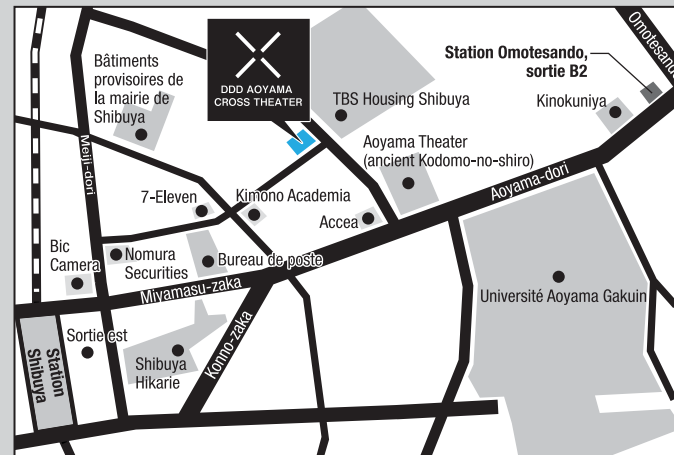 Omotesando
Station Omotesando,
sortie B2
Bâtiments
provisoires de
la mairie de
Shibuya
DDD AOYAMA
CROSS THEATER
TBS Housing Shibuya
Kinokuniya
Meiji-dori
Aoyama Theater
(ancient Kodomo-no-shiro)
Aoyama-dori
7-Eleven
Kimono Academia
Accea
Bic
Camera
Nomura
Securities
Bureau de poste
Miyamasu-zaka
Université Aoyama Gakuin
Station
Shibuya
Sortie est
Shibuya
Hikarie
Konno-zaka